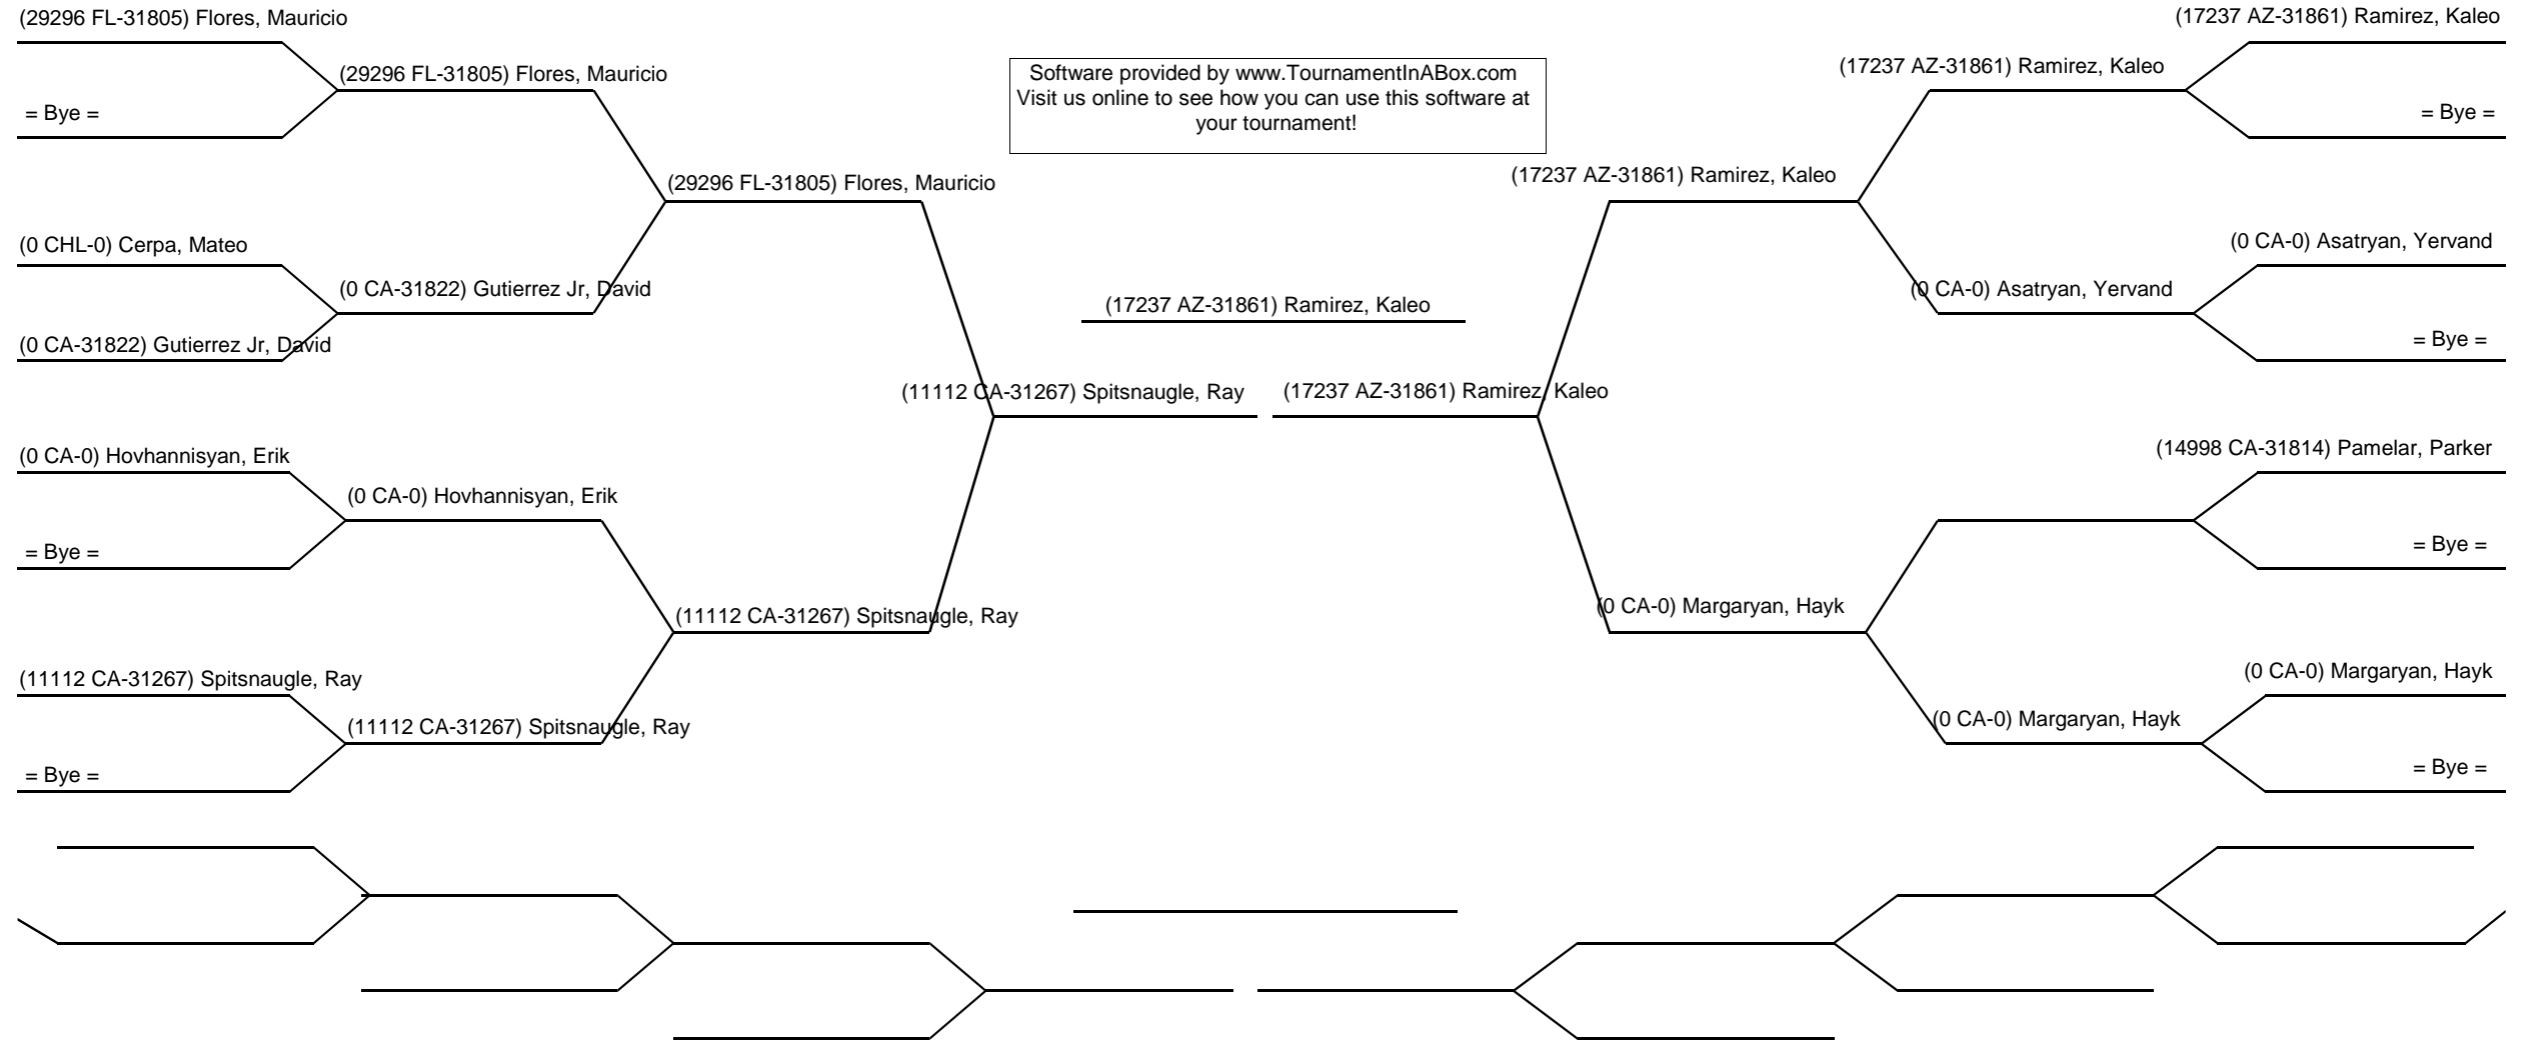 (29296 FL-31805) Flores, Mauricio
= Bye =
(0 CHL-0) Cerpa, Mateo
(0 CA-31822) Gutierrez Jr, David
(0 CA-0) Hovhannisyan, Erik
= Bye =
(11112 CA-31267) Spitsnaugle, Ray
= Bye =
(29296 FL-31805) Flores, Mauricio
(0 CA-31822) Gutierrez Jr, David
(0 CA-0) Hovhannisyan, Erik
(11112 CA-31267) Spitsnaugle, Ray
(29296 FL-31805) Flores, Mauricio
(11112 CA-31267) Spitsnaugle, Ray
(11112 CA-31267) Spitsnaugle, Ray
Software provided by www.TournamentInABox.com
Visit us online to see how you can use this software at
your tournament!
(17237 AZ-31861) Ramirez, Kaleo
(17237 AZ-31861) Ramirez, Kaleo
(17237 AZ-31861) Ramirez, Kaleo
(0 CA-0) Margaryan, Hayk
(17237 AZ-31861) Ramirez, Kaleo
(0 CA-0) Asatryan, Yervand
(0 CA-0) Margaryan, Hayk
(17237 AZ-31861) Ramirez, Kaleo
= Bye =
(0 CA-0) Asatryan, Yervand
= Bye =
(14998 CA-31814) Pamelar, Parker
= Bye =
(0 CA-0) Margaryan, Hayk
= Bye =